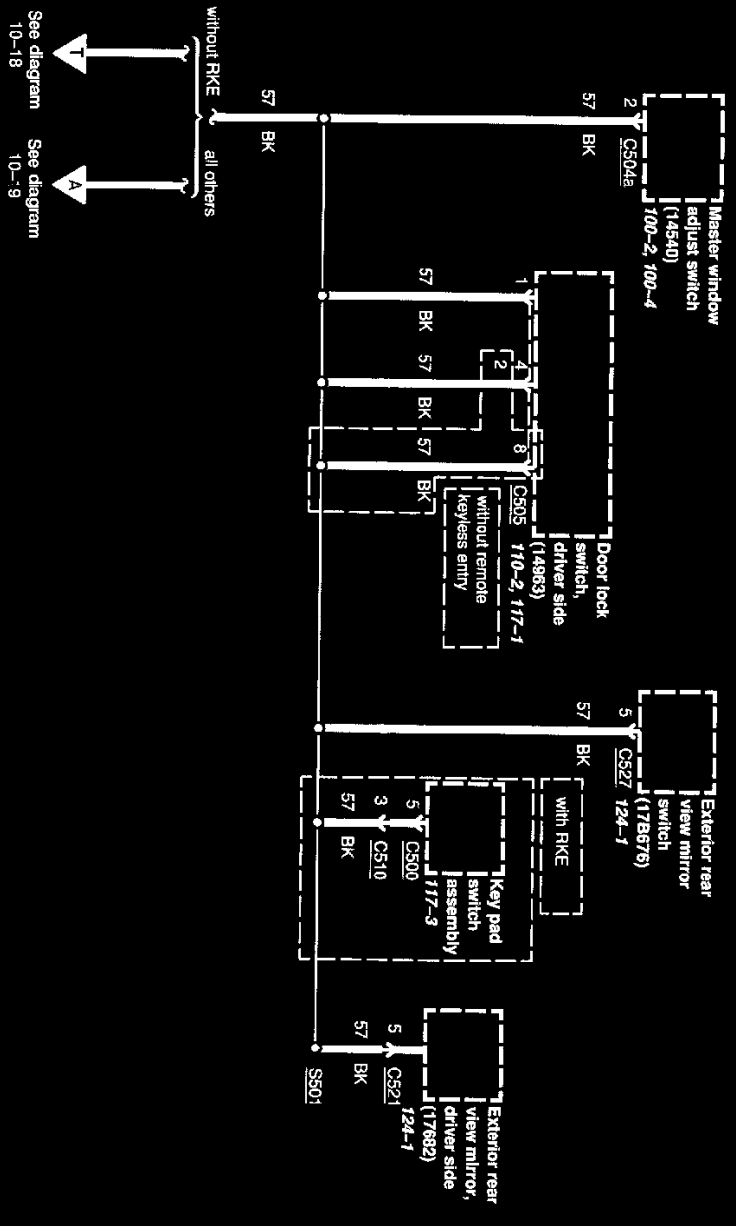 Master window
adjust switch
(14540)
100–2, 100–4
2
C504a
57
BK
Door lock
switch,
driver side
(14963)
110–2, 117–1
1
4
2
8
C505
57
BK
57
BK
57
BK
without remote
keyless entry
Exterior rear
view mirror
switch
(17B676)
124–1
5
C527
57
BK
with RKE
Key pad
switch
assembly
117–3
5
C500
3
C510
57
BK
Exterior rear
view mirror,
driver side
(17682)
124–1
5
C521
57
BK
S501
57
BK
without RKE
all others
T
See diagram
10–18
A
See diagram
10–19